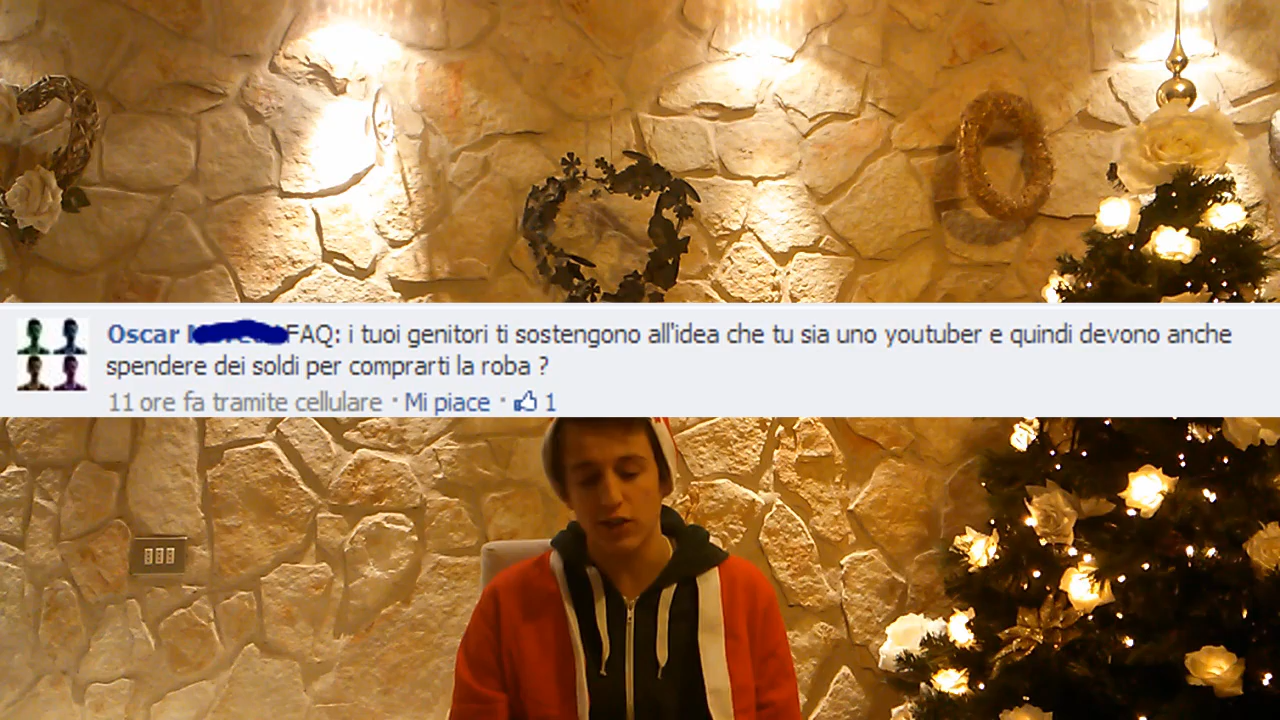 Oscar FAQ: i tuoi genitori ti sostengono all'idea che tu sia uno youtuber e quindi devono anche
spendere dei soldi per comprarti la roba ?
11 ore fa tramite cellulare · Mi piace · 1